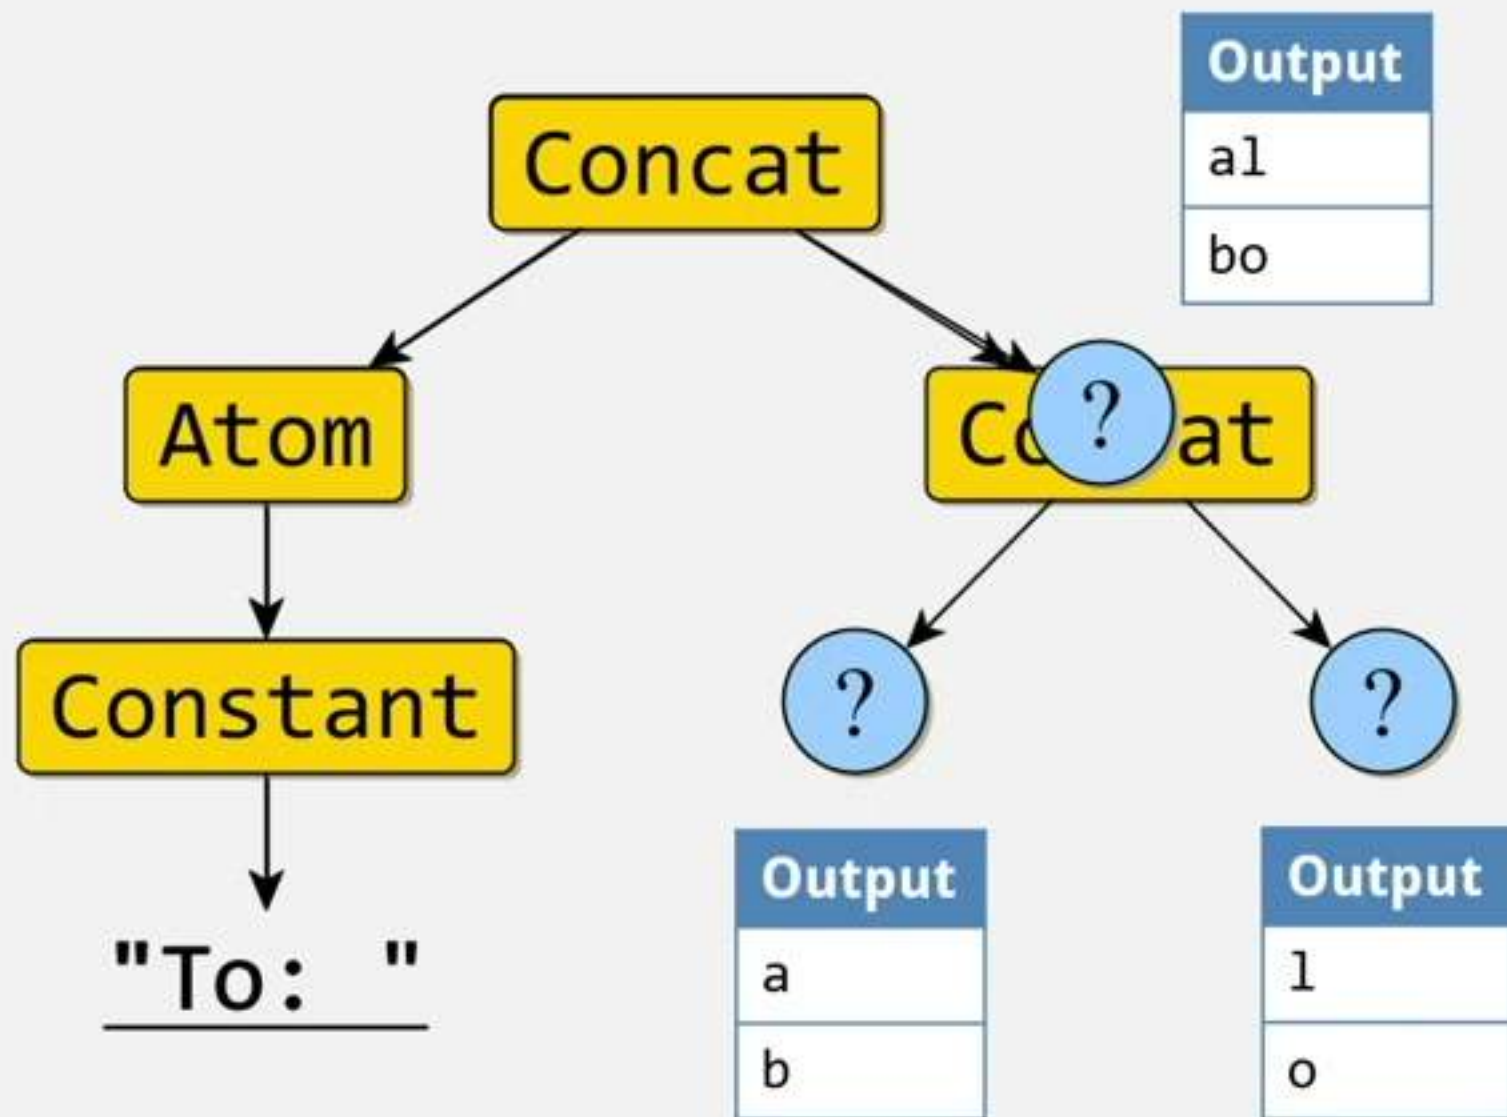 Output
al
bo
Concat
Atom
?
Constant
?
?
"To: "
Output
a
b
Output
l
o